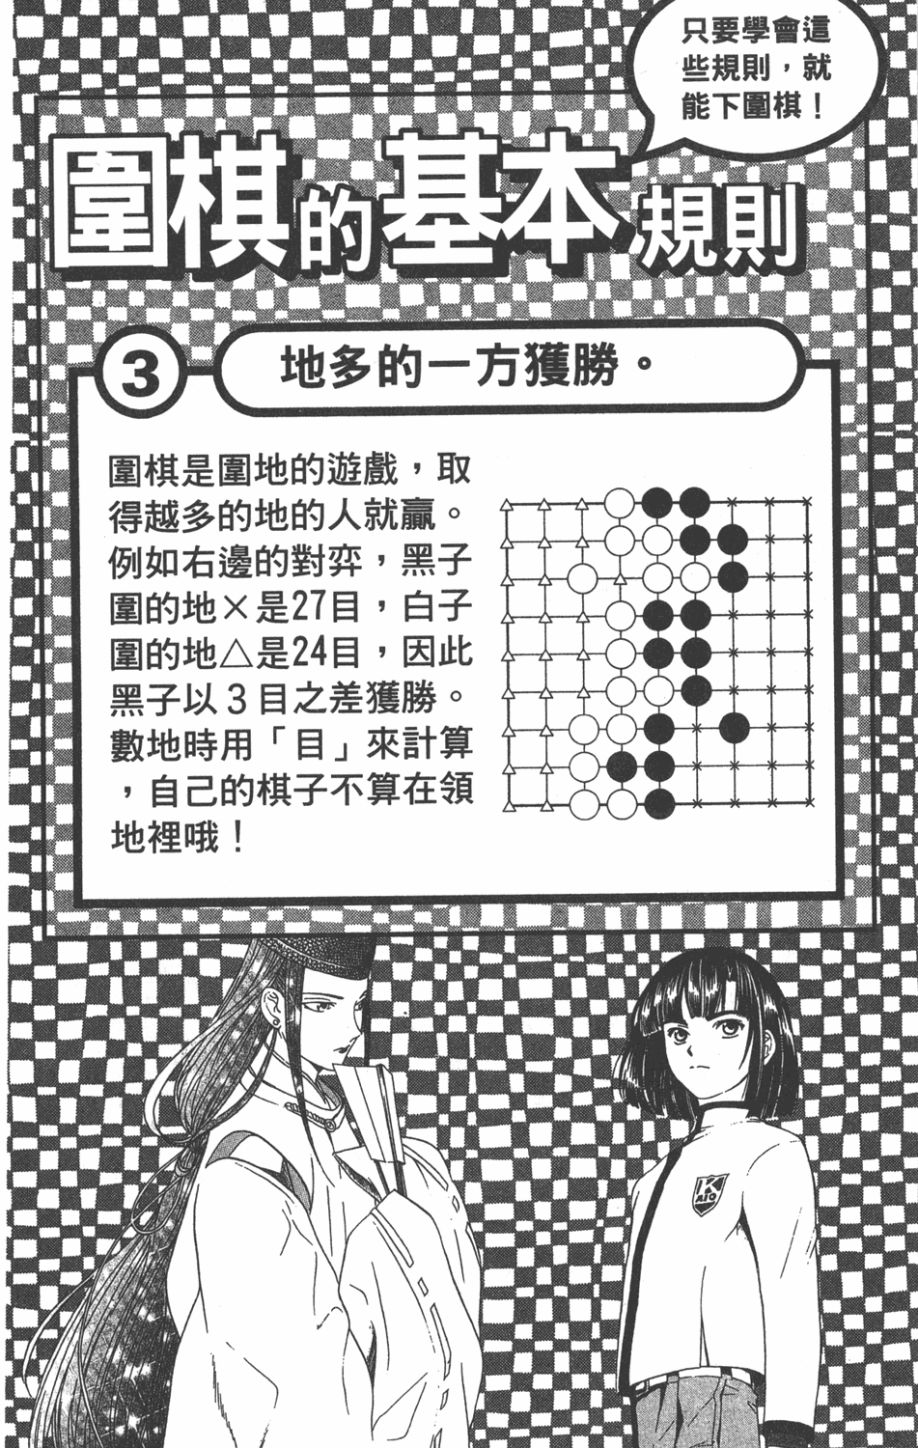 只要學會這
些規則，就
能下圍棋！
圍棋的基本規則
3
地多的一方獲勝。
圍棋是圍地的遊戲，取
得越多的地的人就贏。
例如右邊的對弈，黑子
圍的地×是27目，白子
圍的地△是24目，因此
黑子以３目之差獲勝。
數地時用「目」來計算
，自己的棋子不算在領
地裡哦！
K
AIO